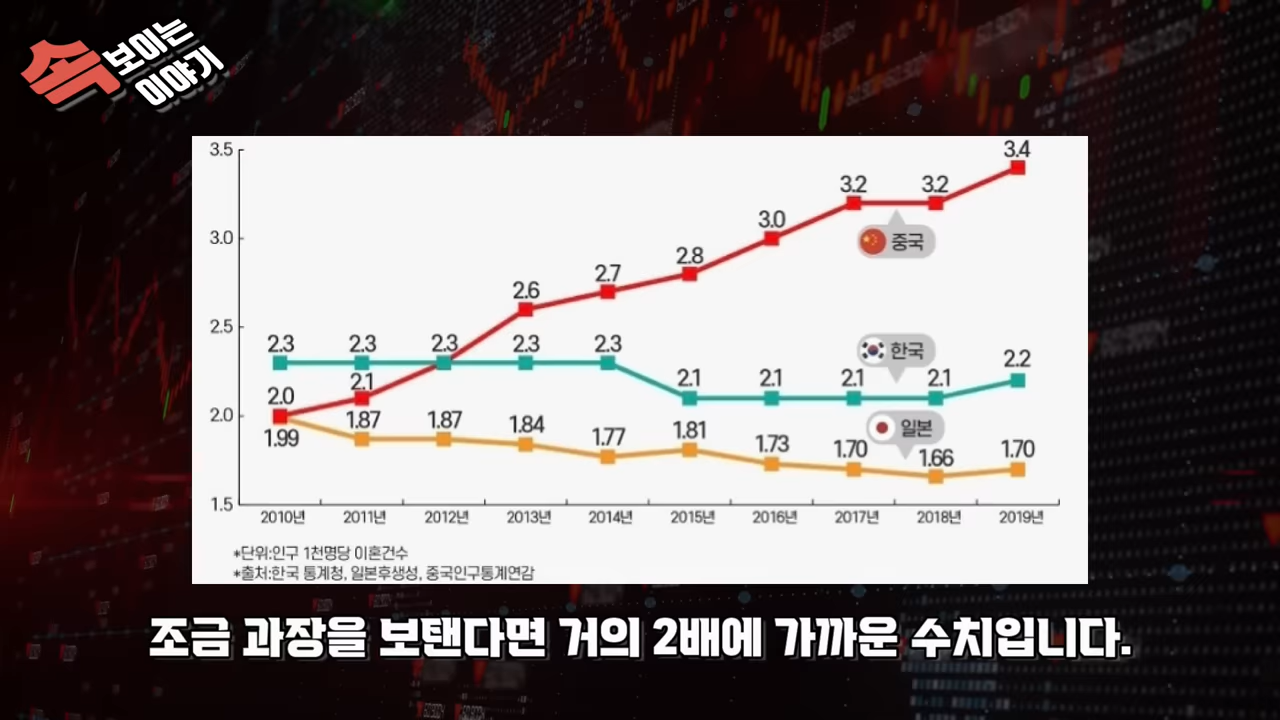 속 보이는
이야기
3.5
3.0
2.5
2.0
1.5
2.0 2.1 2.3 2.6 2.7 2.8 3.0 3.2 3.2 3.4
중국
2.3 2.3 2.3 2.3 2.1 2.1 2.1 2.1 2.2
한국
1.99 1.87 1.87 1.84 1.77 1.81 1.73 1.70 1.66 1.70
일본
2010년 2011년 2012년 2013년 2014년 2015년 2016년 2017년 2018년 2019년
*단위:인구 1천명당 이혼건수
*출처:한국 통계청, 일본후생성, 중국인구통계연감
조금 과장을 보탠다면 거의 2배에 가까운 수치입니다.